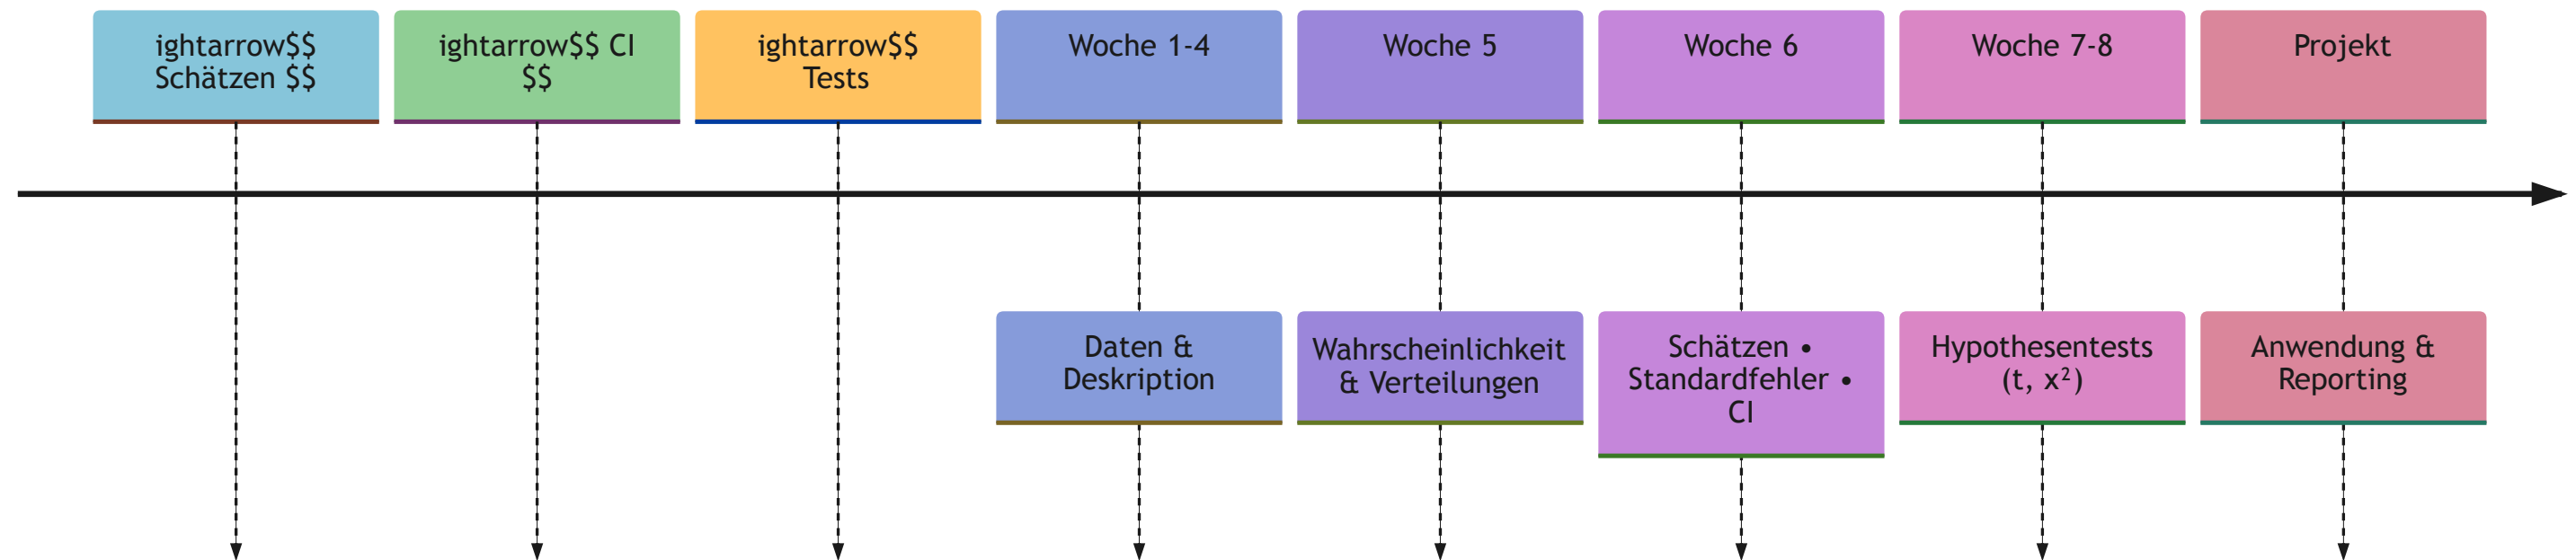 ightarrow$$
Schätzen $$
ightarrow$$ CI
$$
ightarrow$$
Tests
Woche 1-4
Woche 5
Woche 6
Woche 7-8
Projekt
Daten &
Deskription
Wahrscheinlichkeit
& Verteilungen
Schätzen •
Standardfehler •
CI
Hypothesentests
(t, x²)
Anwendung &
Reporting